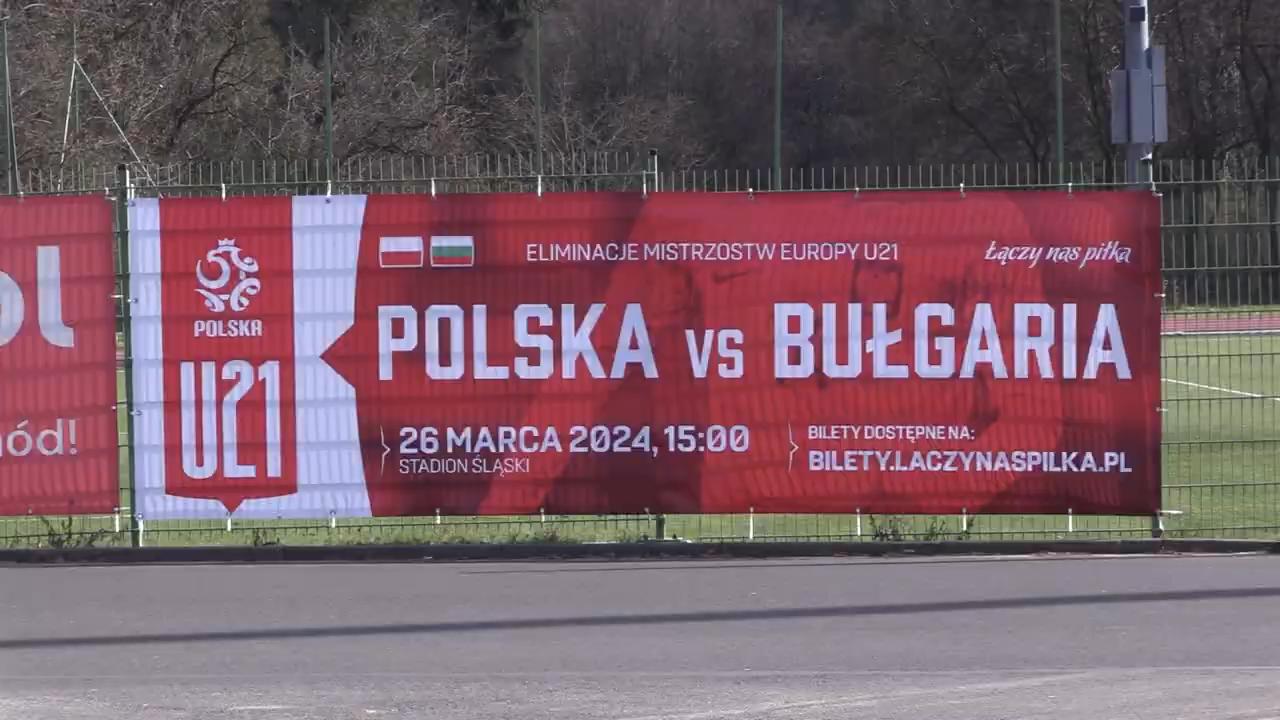 ol
ód!
POLSKA
U21
ELIMINACJE MISTRZOSTW EUROPY U21
Łączy nas piłka
POLSKA vs BUŁGARIA
26 MARCA 2024, 15:00
STADION ŚLĄSKI
BILETY DOSTĘPNE NA:
BILETY.LACZYNASPILKA.PL